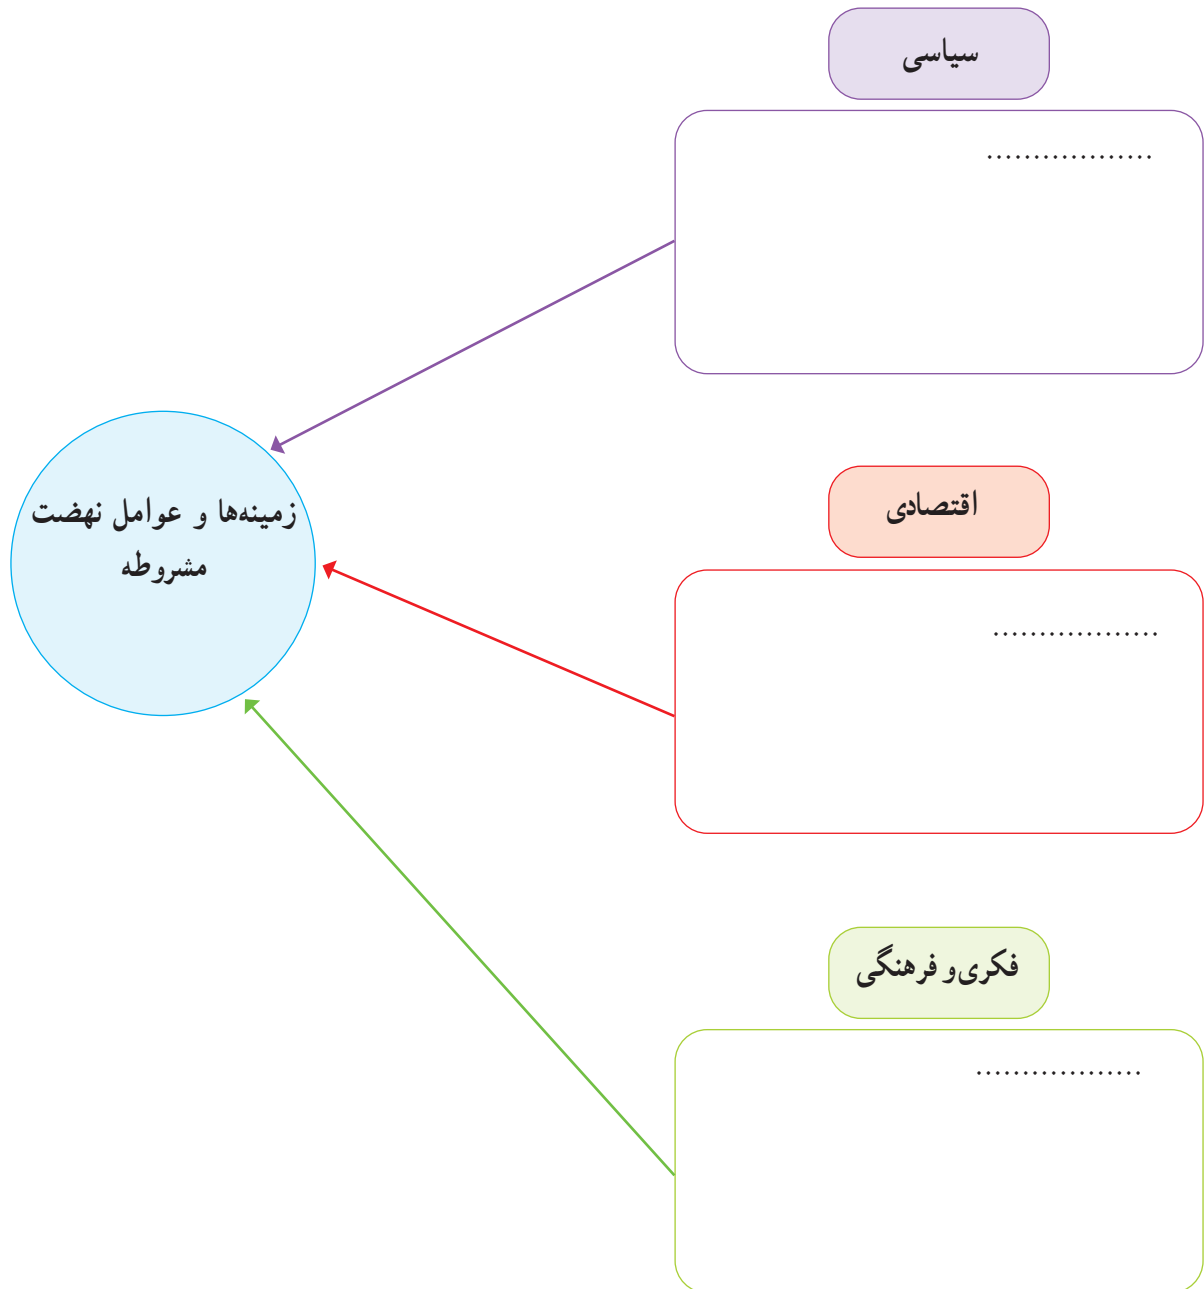 سیاسی
..................
زمینه‌ها و عوامل نهضت
مشروطه
اقتصادی
..................
فکری و فرهنگی
..................